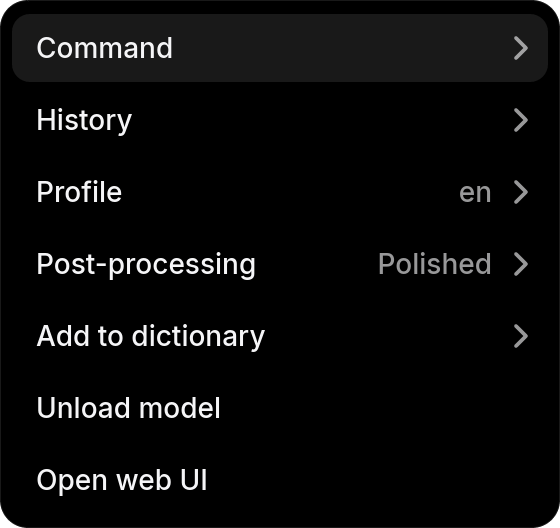 Command
History
Profile en
Post-processing Polished
Add to dictionary
Unload model
Open web UI